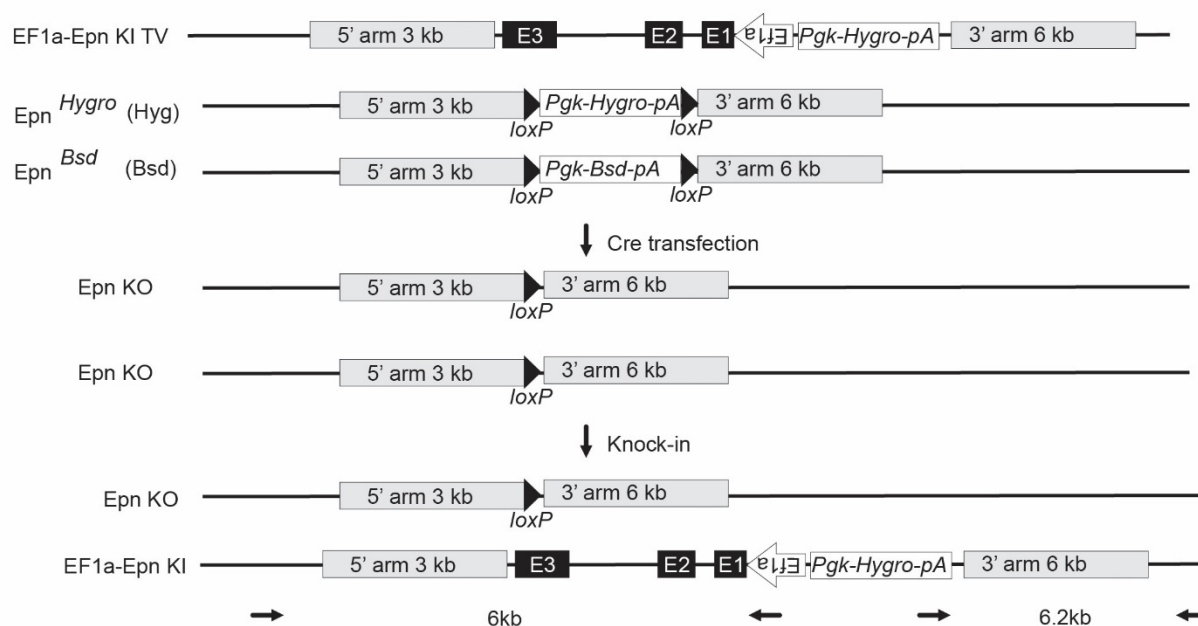 EF1a-Epn KI TV 5' arm 3 kb E3 E2 E1 Ef1a Pgk-Hygro-pA 3' arm 6 kb
Epn Hygro (Hyg) 5' arm 3 kb Pgk-Hygro-pA 3' arm 6 kb
loxP loxP
Epn Bsd (Bsd) 5' arm 3 kb Pgk-Bsd-pA 3' arm 6 kb
loxP loxP
Cre transfection
Epn KO 5' arm 3 kb 3' arm 6 kb
loxP
Epn KO 5' arm 3 kb 3' arm 6 kb
loxP
Knock-in
Epn KO 5' arm 3 kb 3' arm 6 kb
loxP
EF1a-Epn KI 5' arm 3 kb E3 E2 E1 Ef1a Pgk-Hygro-pA 3' arm 6 kb
6kb 6.2kb